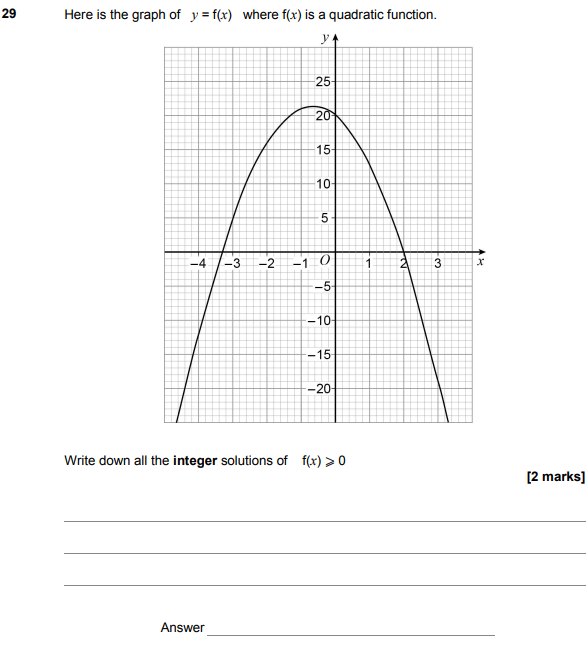 29 Here is the graph of y = f(x) where f(x) is a quadratic function.
y
25
20
15
10
5
−4 −3 −2 −1 O 1 2 3 x
−5
−10
−15
−20
Write down all the integer solutions of f(x) ⩾ 0
[2 marks]
Answer